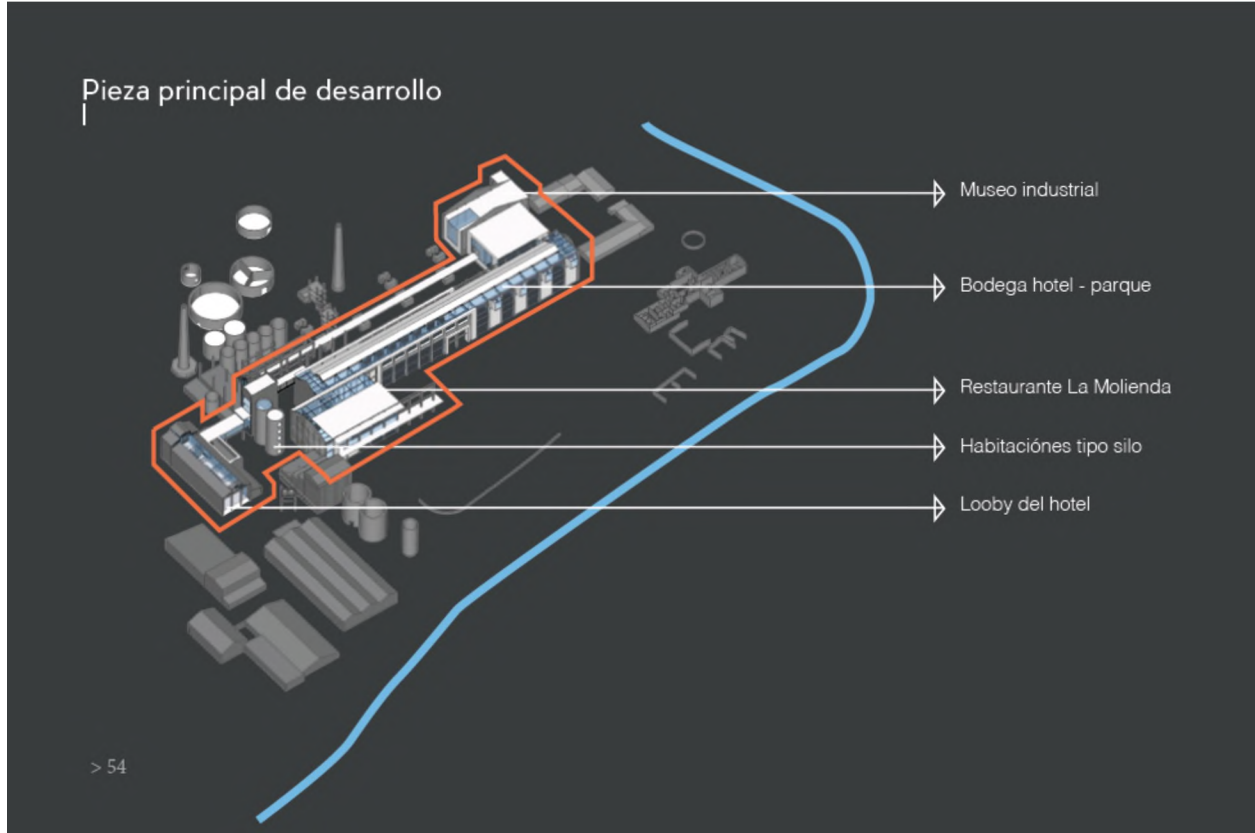 Pieza principal de desarrollo
Museo industrial
Bodega hotel - parque
Restaurante La Molienda
Habitaciónes tipo silo
Looby del hotel
> 54